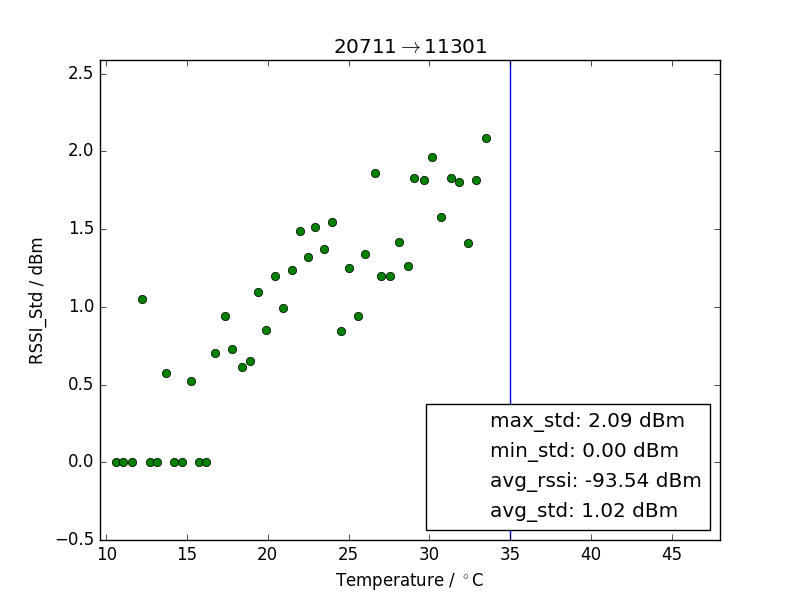 20711→11301
2.5
2.0
1.5
1.0
0.5
0.0
−0.5
RSSI_Std / dBm
max_std: 2.09 dBm
min_std: 0.00 dBm
avg_rssi: -93.54 dBm
avg_std: 1.02 dBm
10 15 20 25 30 35 40 45
Temperature / °C